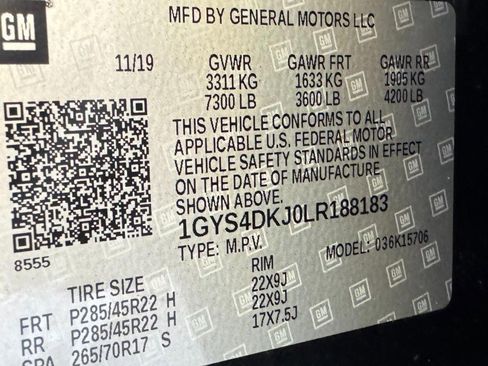 GM
MFD BY GENERAL MOTORS LLC
11/19 GVWR GAWR FRT GAWR RR
3311 KG 1633 KG 1905 KG
7300 LB 3600 LB 4200 LB
THIS VEHICLE CONFORMS TO ALL
APPLICABLE U.S. FEDERAL MOTOR
VEHICLE SAFETY STANDARDS IN EFFECT
ON THE DATE OF MANUFACTURE
SHOWN ABOVE.
1GYS4DKJ0LR188183
8555
TYPE: M.P.V. MODEL: 036K15706
TIRE SIZE RIM
FRT P285/45R22 H 22X9J
RR P285/45R22 H 22X9J
SPA 265/70R17 S 17X7.5J